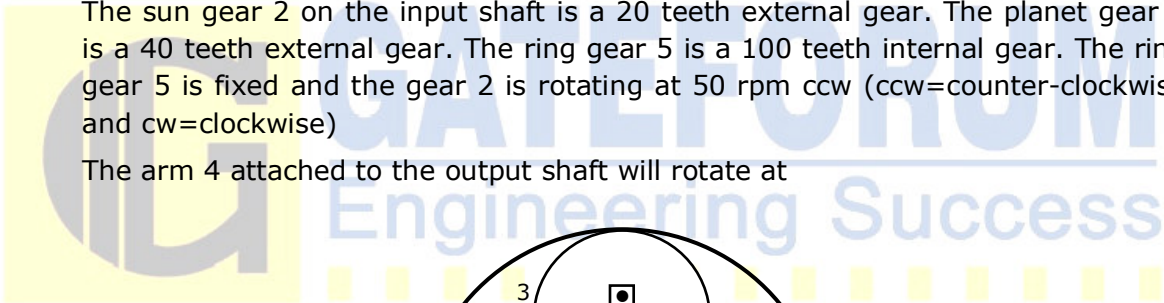 The sun gear 2 on the input shaft is a 20 teeth external gear. The planet gear
is a 40 teeth external gear. The ring gear 5 is a 100 teeth internal gear. The
gear 5 is fixed and the gear 2 is rotating at 50 rpm ccw (ccw=counter-clockwis
and cw=clockwise)
The arm 4 attached to the output shaft will rotate at
GATEFORUM
Engineering Success
3